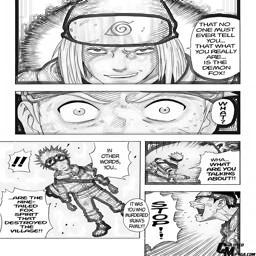 THAT NO
ONE MUST
EVER TELL
YOU...
THAT WHAT
YOU REALLY
ARE...
IS THE
DEMON
FOX!
WHAT?
WHA...
WHAT
ARE YOU
TALKING
ABOUT?!
STOP
IT!!
IN
OTHER
WORDS,
YOU...
!!
IT WAS YOU
WHO
MURDERED
IRUKA'S
FAMILY!
...ARE THE
NINE-
TAILED
FOX
SPIRIT
THAT
DESTROYED
THE
VILLAGE!!